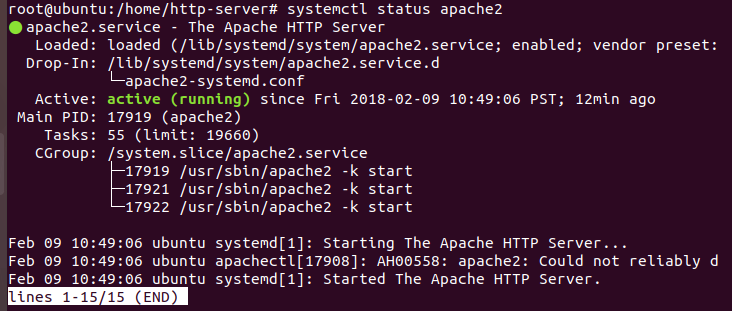 root@ubuntu:/home/http-server# systemctl status apache2
● apache2.service - The Apache HTTP Server
   Loaded: loaded (/lib/systemd/system/apache2.service; enabled; vendor preset:
  Drop-In: /lib/systemd/system/apache2.service.d
           └─apache2-systemd.conf
   Active: active (running) since Fri 2018-02-09 10:49:06 PST; 12min ago
 Main PID: 17919 (apache2)
    Tasks: 55 (limit: 19660)
   CGroup: /system.slice/apache2.service
           ├─17919 /usr/sbin/apache2 -k start
           ├─17921 /usr/sbin/apache2 -k start
           └─17922 /usr/sbin/apache2 -k start
Feb 09 10:49:06 ubuntu systemd[1]: Starting The Apache HTTP Server...
Feb 09 10:49:06 ubuntu apachectl[17908]: AH00558: apache2: Could not reliably d
Feb 09 10:49:06 ubuntu systemd[1]: Started The Apache HTTP Server.
lines 1-15/15 (END)